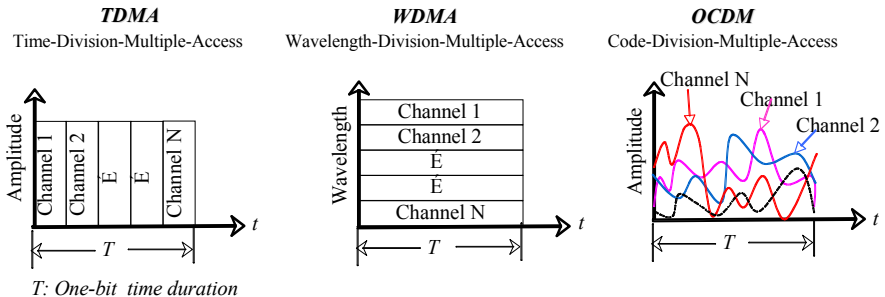 TDMA
Time-Division-Multiple-Access
Amplitude
Channel 1
Channel 2
É
É
Channel N
t
T
T: One-bit time duration
WDMA
Wavelength-Division-Multiple-Access
Wavelength
Channel 1
Channel 2
É
É
Channel N
t
T
OCDM
Code-Division-Multiple-Access
Amplitude
Channel N
Channel 1
Channel 2
t
T